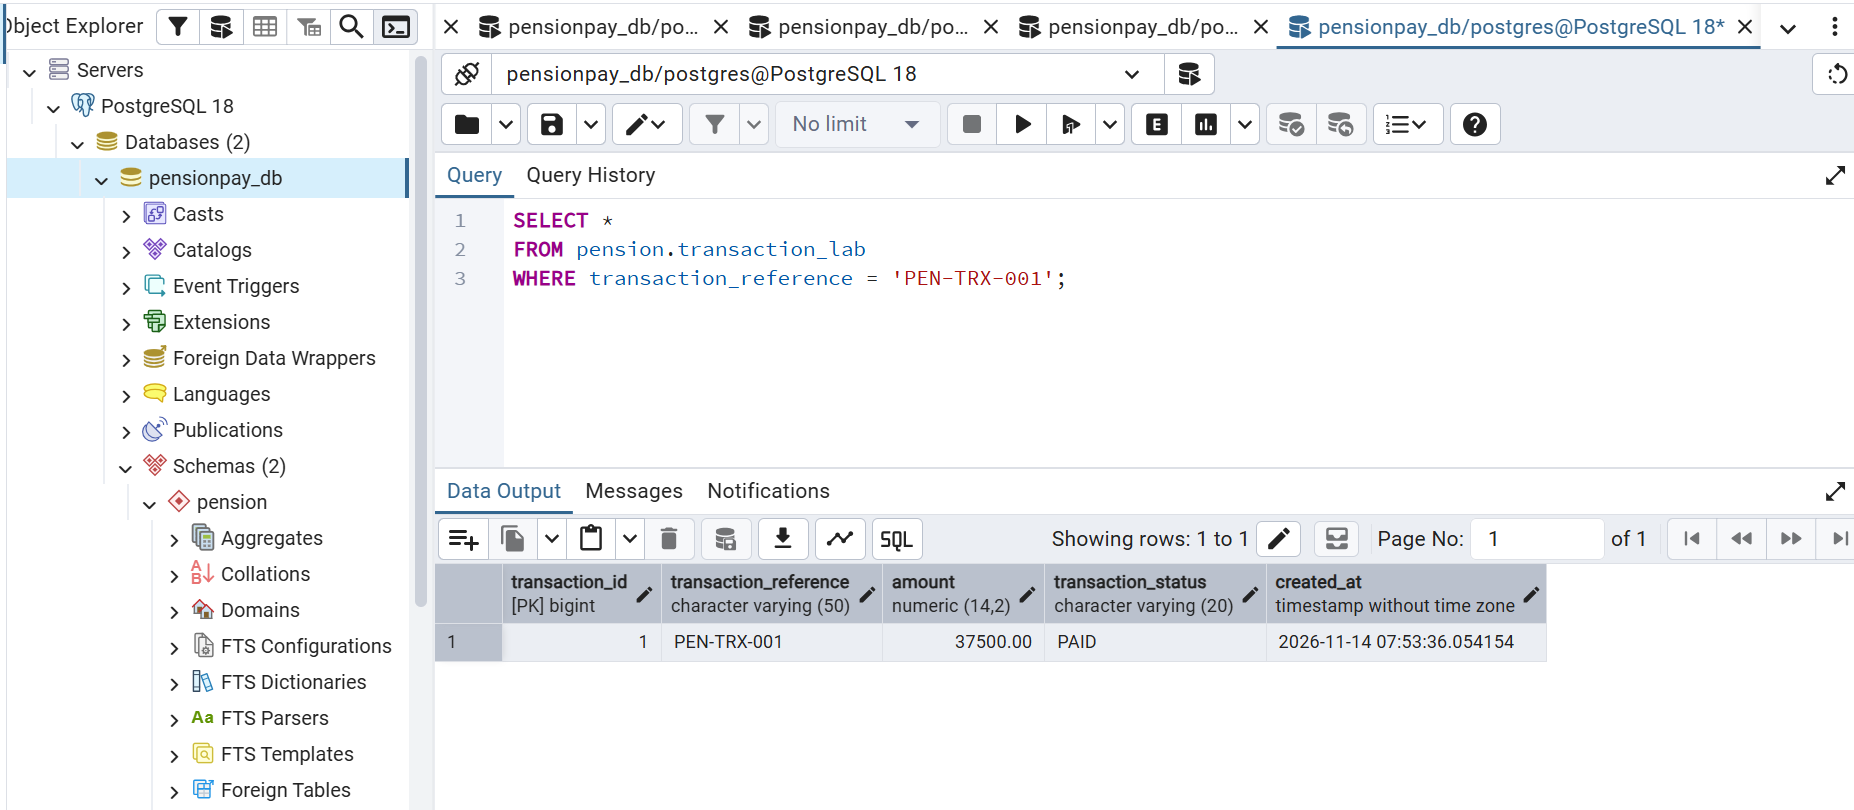 Object Explorer
Servers
PostgreSQL 18
Databases (2)
pensionpay_db
Casts
Catalogs
Event Triggers
Extensions
Foreign Data Wrappers
Languages
Publications
Schemas (2)
pension
Aggregates
Collations
Domains
FTS Configurations
FTS Dictionaries
Aa FTS Parsers
FTS Templates
Foreign Tables
pensionpay_db/po... pensionpay_db/po... pensionpay_db/po... pensionpay_db/postgres@PostgreSQL 18*
pensionpay_db/postgres@PostgreSQL 18
No limit E
Query Query History
1 SELECT *
2 FROM pension.transaction_lab
3 WHERE transaction_reference = 'PEN-TRX-001';
Data Output Messages Notifications
SQL Showing rows: 1 to 1 Page No: 1 of 1
transaction_id transaction_reference amount transaction_status created_at
[PK] bigint character varying (50) numeric (14,2) character varying (20) timestamp without time zone
1 1 PEN-TRX-001 37500.00 PAID 2026-11-14 07:53:36.054154